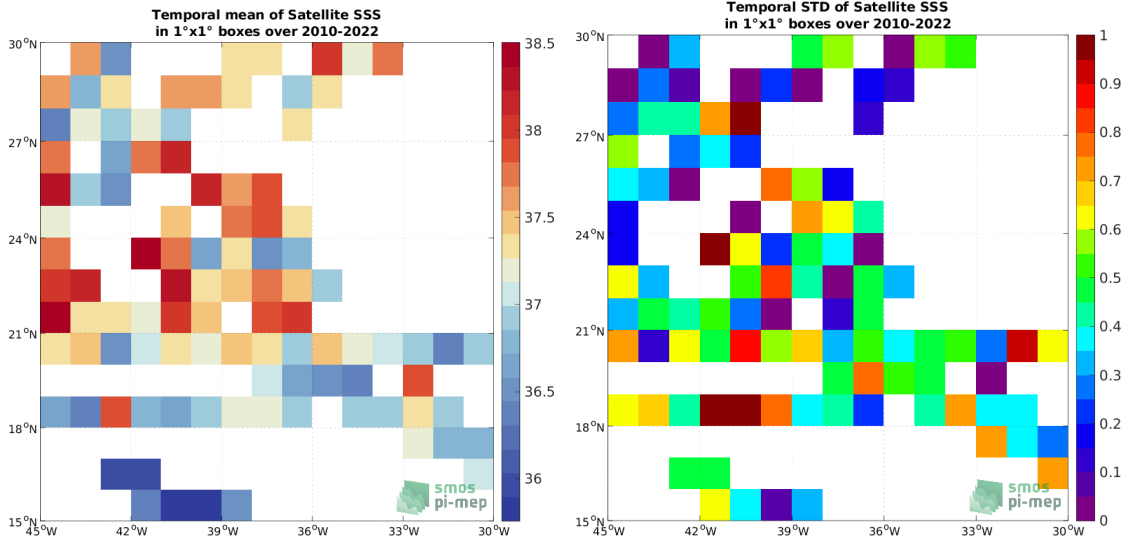 Temporal mean of Satellite SSS
in 1°x1° boxes over 2010-2022
30°N
27°N
24°N
21°N
18°N
15°N
45°W
42°W
39°W
36°W
33°W
30°W
38.5
38
37.5
37
36.5
36
smos
pi-mep
Temporal STD of Satellite SSS
in 1°x1° boxes over 2010-2022
30°N
27°N
24°N
21°N
18°N
15°N
45°W
42°W
39°W
36°W
33°W
30°W
1
0.9
0.8
0.7
0.6
0.5
0.4
0.3
0.2
0.1
0
smos
pi-mep